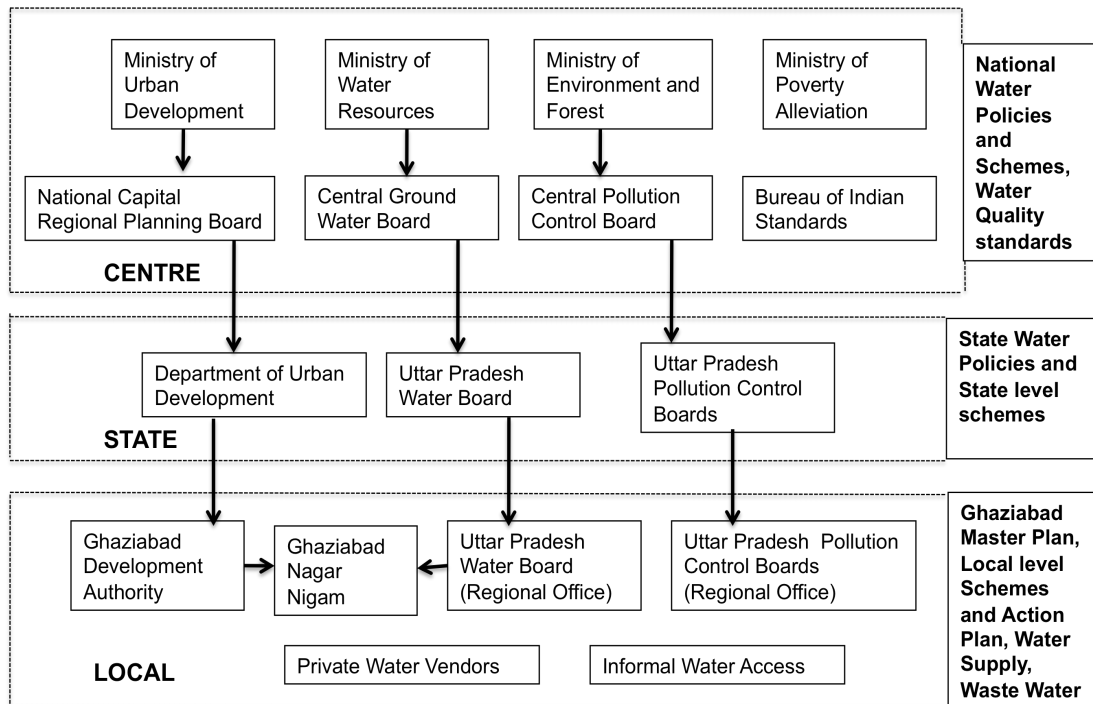 Ministry of
Urban
Development
Ministry of
Water
Resources
Ministry of
Environment and
Forest
Ministry of
Poverty
Alleviation
National
Water
Policies
and
Schemes,
Water
Quality
standards
National Capital
Regional Planning Board
Central Ground
Water Board
Central Pollution
Control Board
Bureau of Indian
Standards
CENTRE
State Water
Policies and
State level
schemes
Department of Urban
Development
Uttar Pradesh
Water Board
Uttar Pradesh
Pollution Control
Boards
STATE
Ghaziabad
Master Plan,
Local level
Schemes
and Action
Plan, Water
Supply,
Waste Water
Ghaziabad
Development
Authority
Ghaziabad
Nagar
Nigam
Uttar Pradesh
Water Board
(Regional Office)
Uttar Pradesh Pollution
Control Boards
(Regional Office)
LOCAL
Private Water Vendors
Informal Water Access